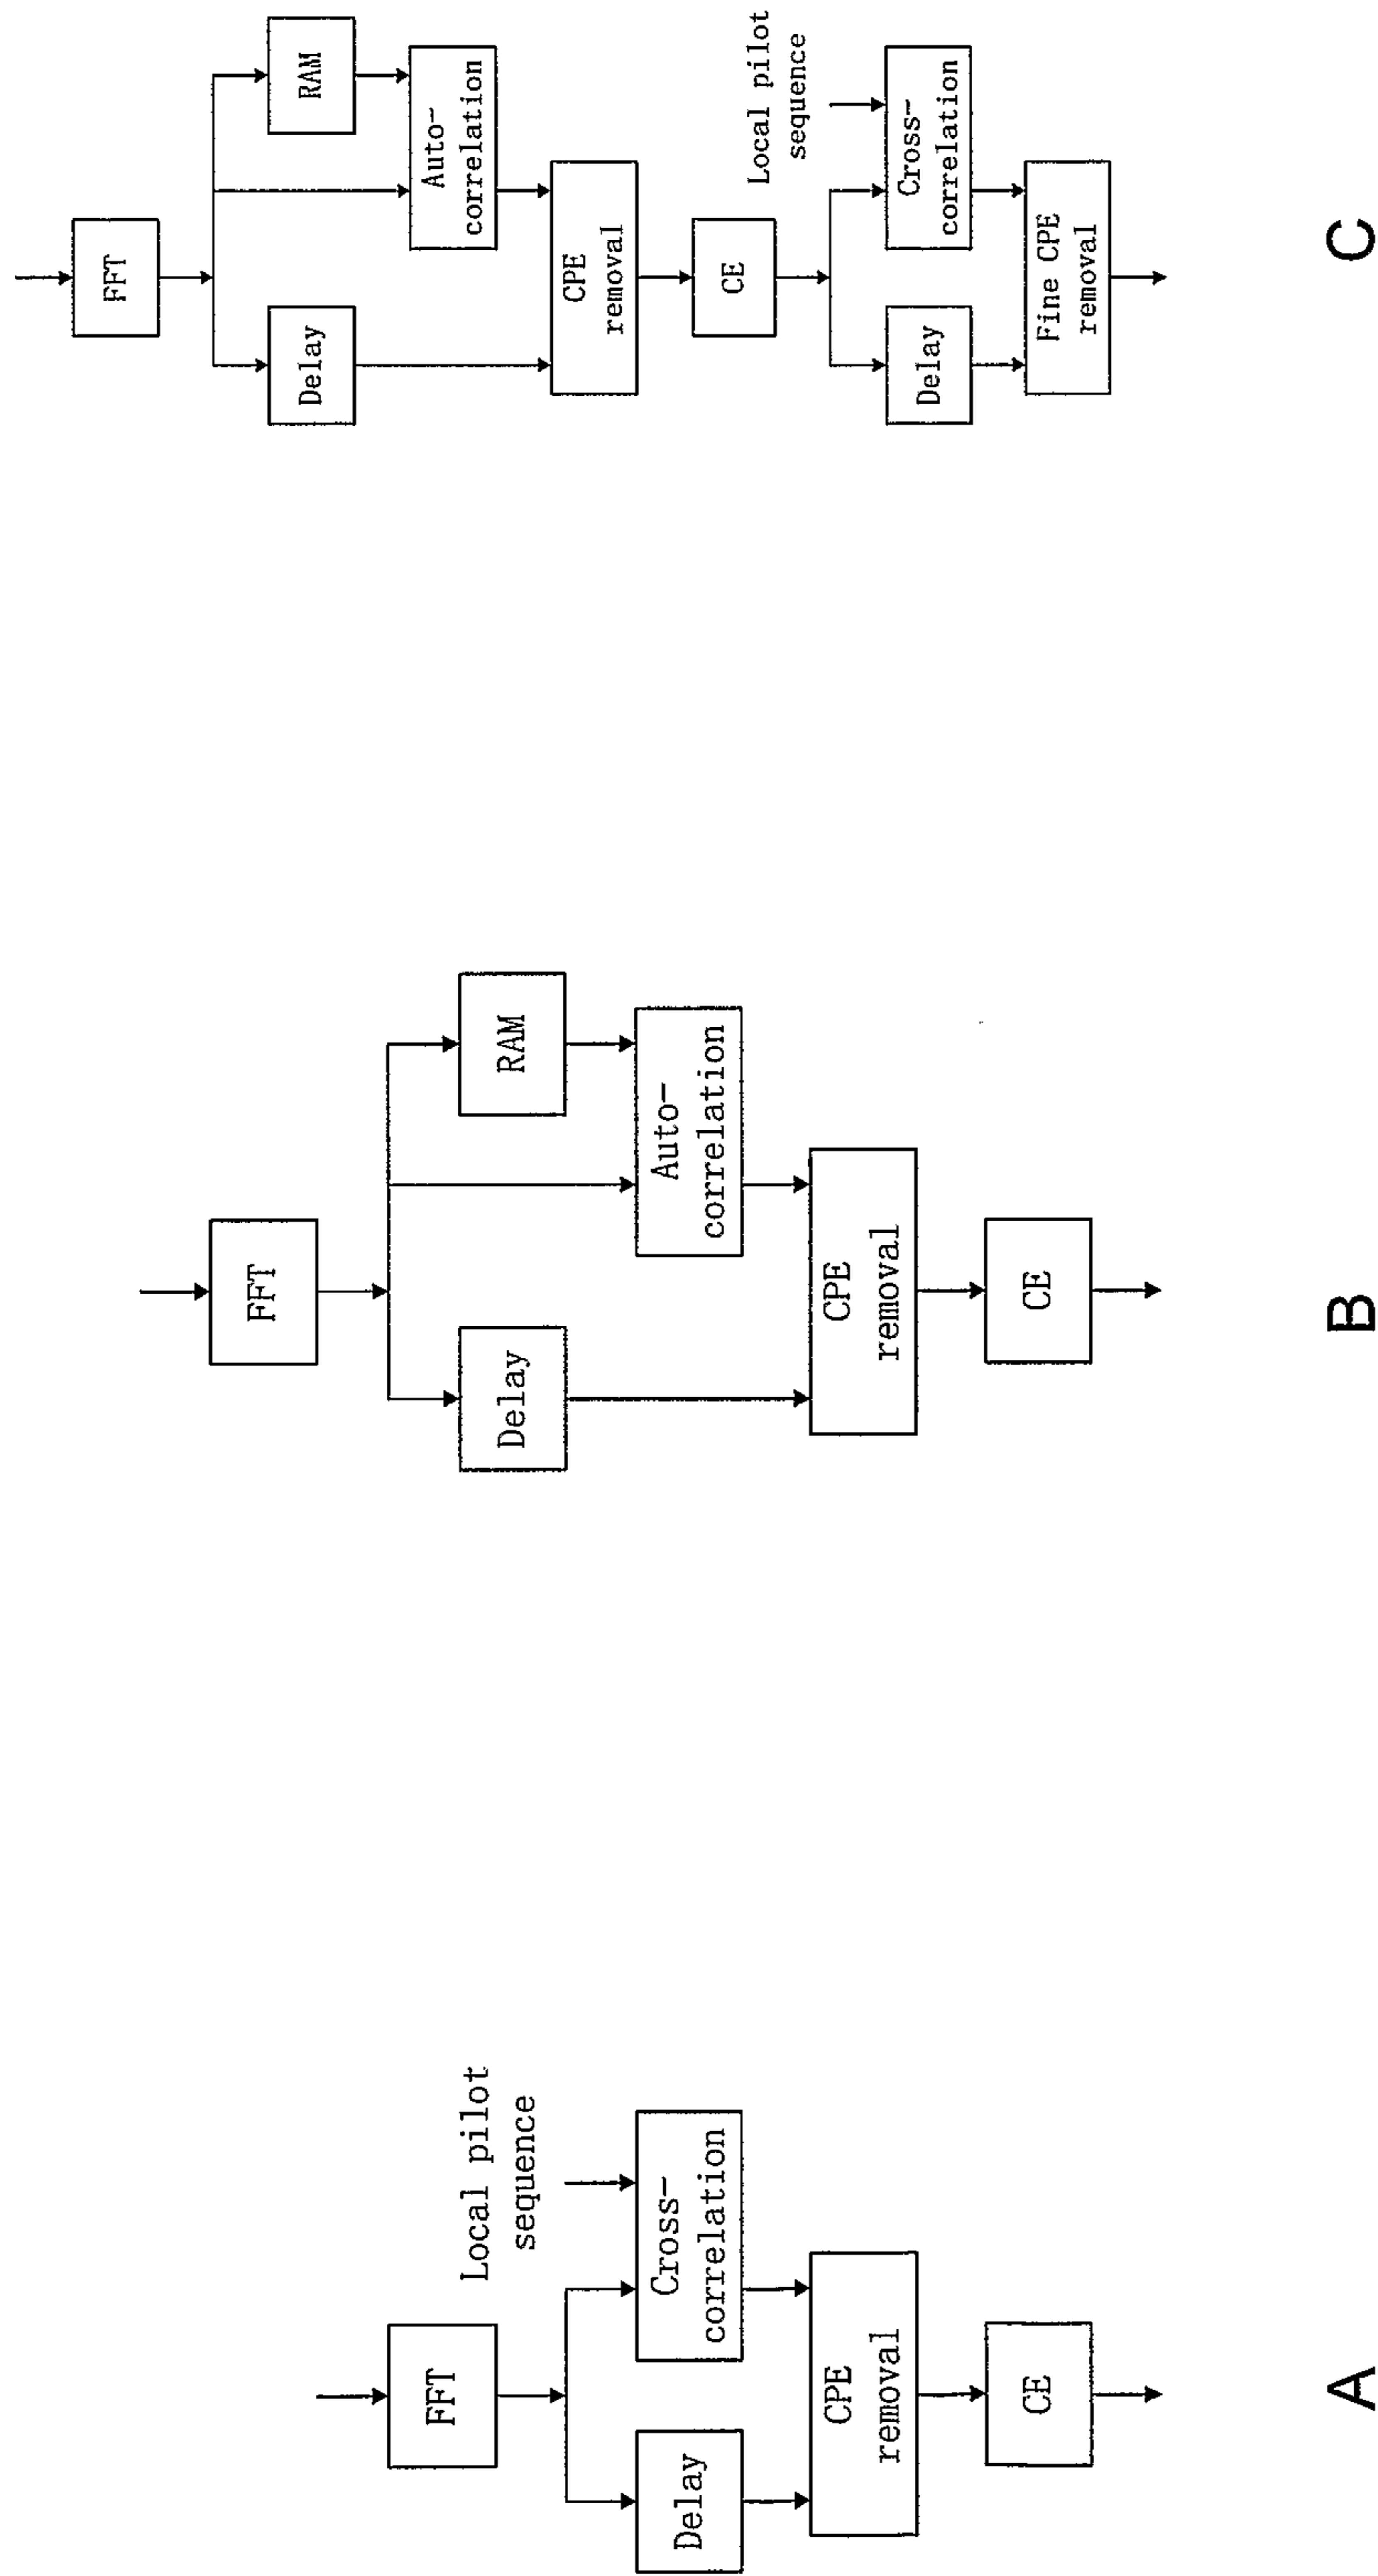 FFT
Local pilot
sequence
Delay
Cross-
correlation
CPE
removal
CE
A
FFT
Delay
RAM
Auto-
correlation
CPE
removal
CE
B
FFT
Delay
RAM
Auto-
correlation
CPE
removal
CE
Local pilot
sequence
Delay
Cross-
correlation
Fine CPE
removal
C